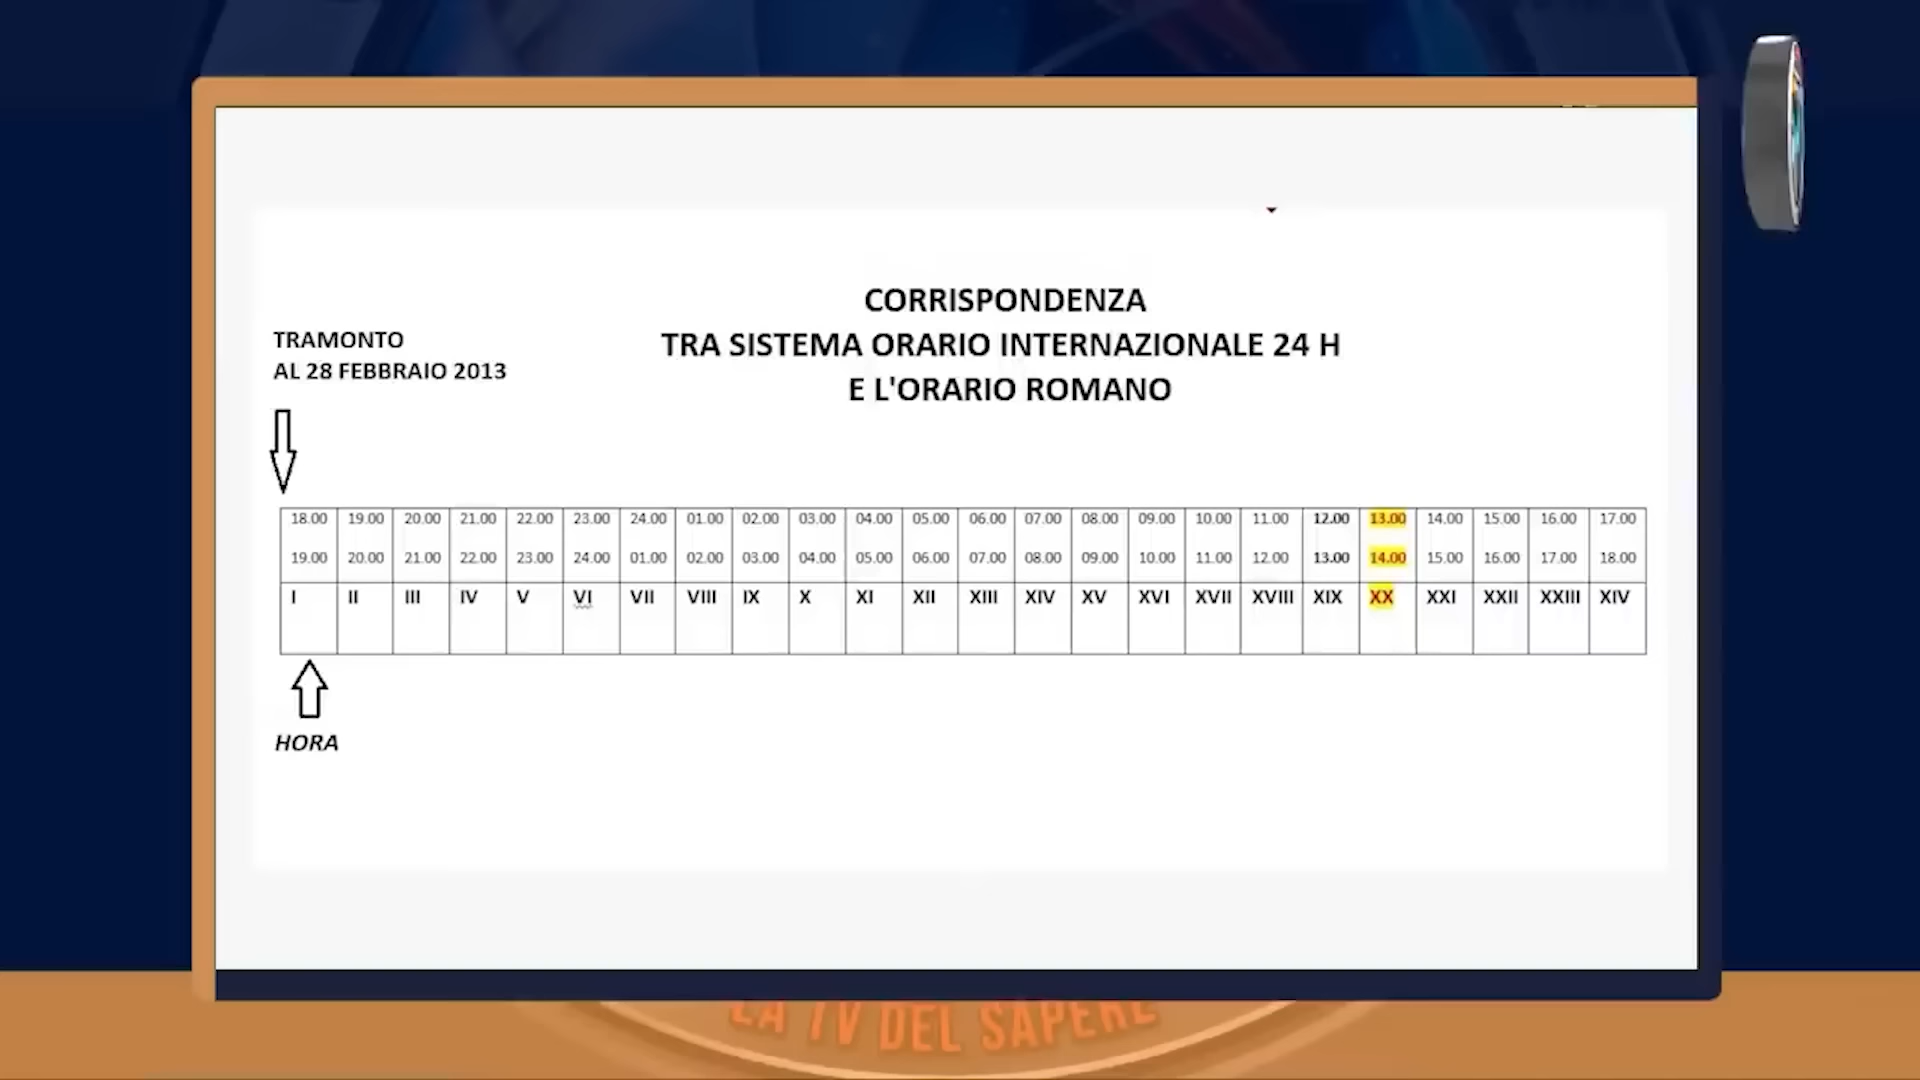 CORRISPONDENZA
TRA SISTEMA ORARIO INTERNAZIONALE 24 H
E L'ORARIO ROMANO
TRAMONTO
AL 28 FEBBRAIO 2013
18.00 19.00 20.00 21.00 22.00 23.00 24.00 01.00 02.00 03.00 04.00 05.00 06.00 07.00 08.00 09.00 10.00 11.00 12.00 13.00 14.00 15.00 16.00 17.00
19.00 20.00 21.00 22.00 23.00 24.00 01.00 02.00 03.00 04.00 05.00 06.00 07.00 08.00 09.00 10.00 11.00 12.00 13.00 14.00 15.00 16.00 17.00 18.00
I II III IV V VI VII VIII IX X XI XII XIII XIV XV XVI XVII XVIII XIX XX XXI XXII XXIII XIV
HORA
LA TV DEL SAPERE